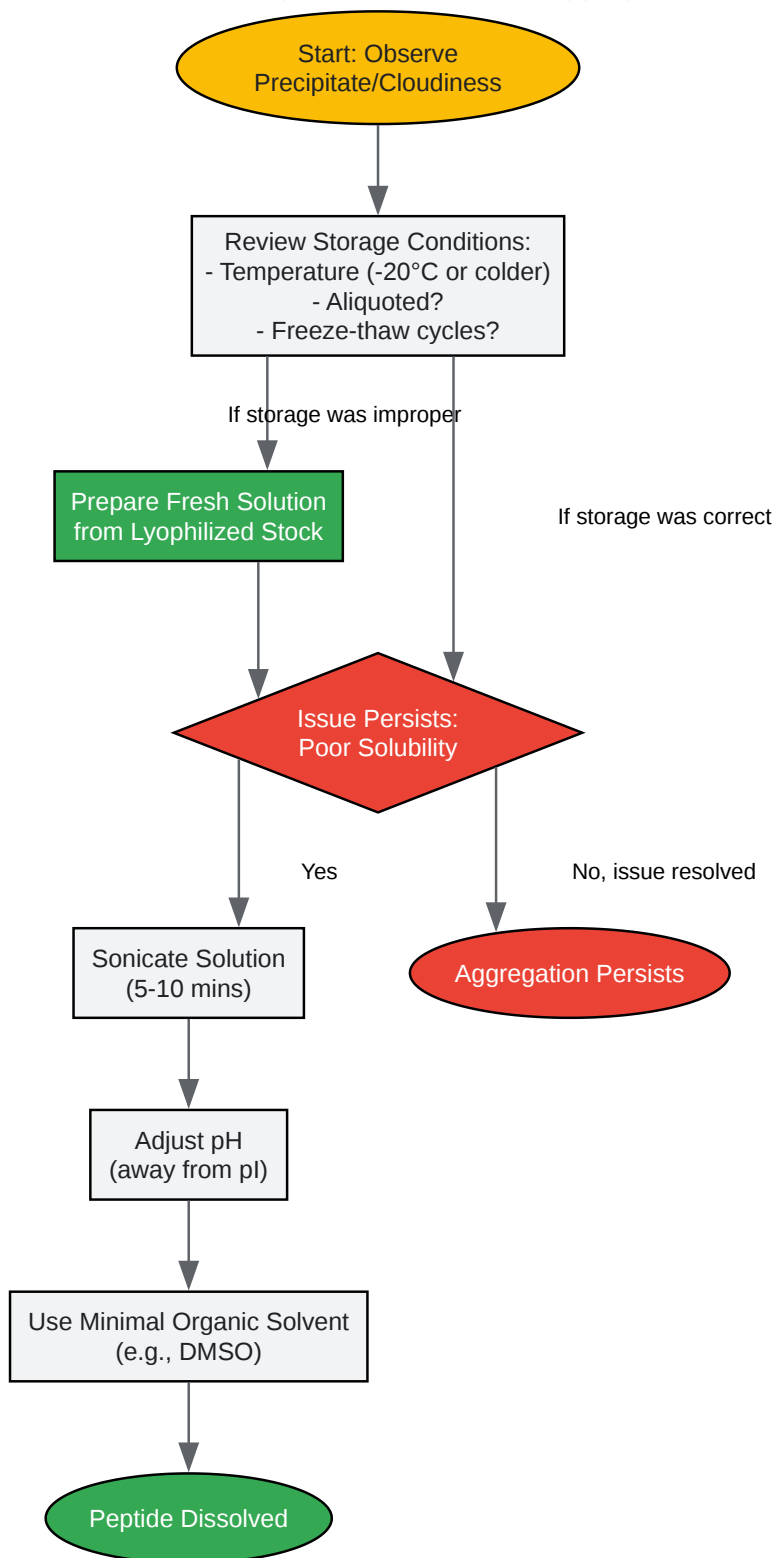 Start: Observe
Precipitate/Cloudiness
Review Storage Conditions:
- Temperature (-20°C or colder)
- Aliquoted?
- Freeze-thaw cycles?
If storage was improper
Prepare Fresh Solution
from Lyophilized Stock
If storage was correct
Issue Persists:
Poor Solubility
Yes
No, issue resolved
Sonicate Solution
(5-10 mins)
Aggregation Persists
Adjust pH
(away from pI)
Use Minimal Organic Solvent
(e.g., DMSO)
Peptide Dissolved